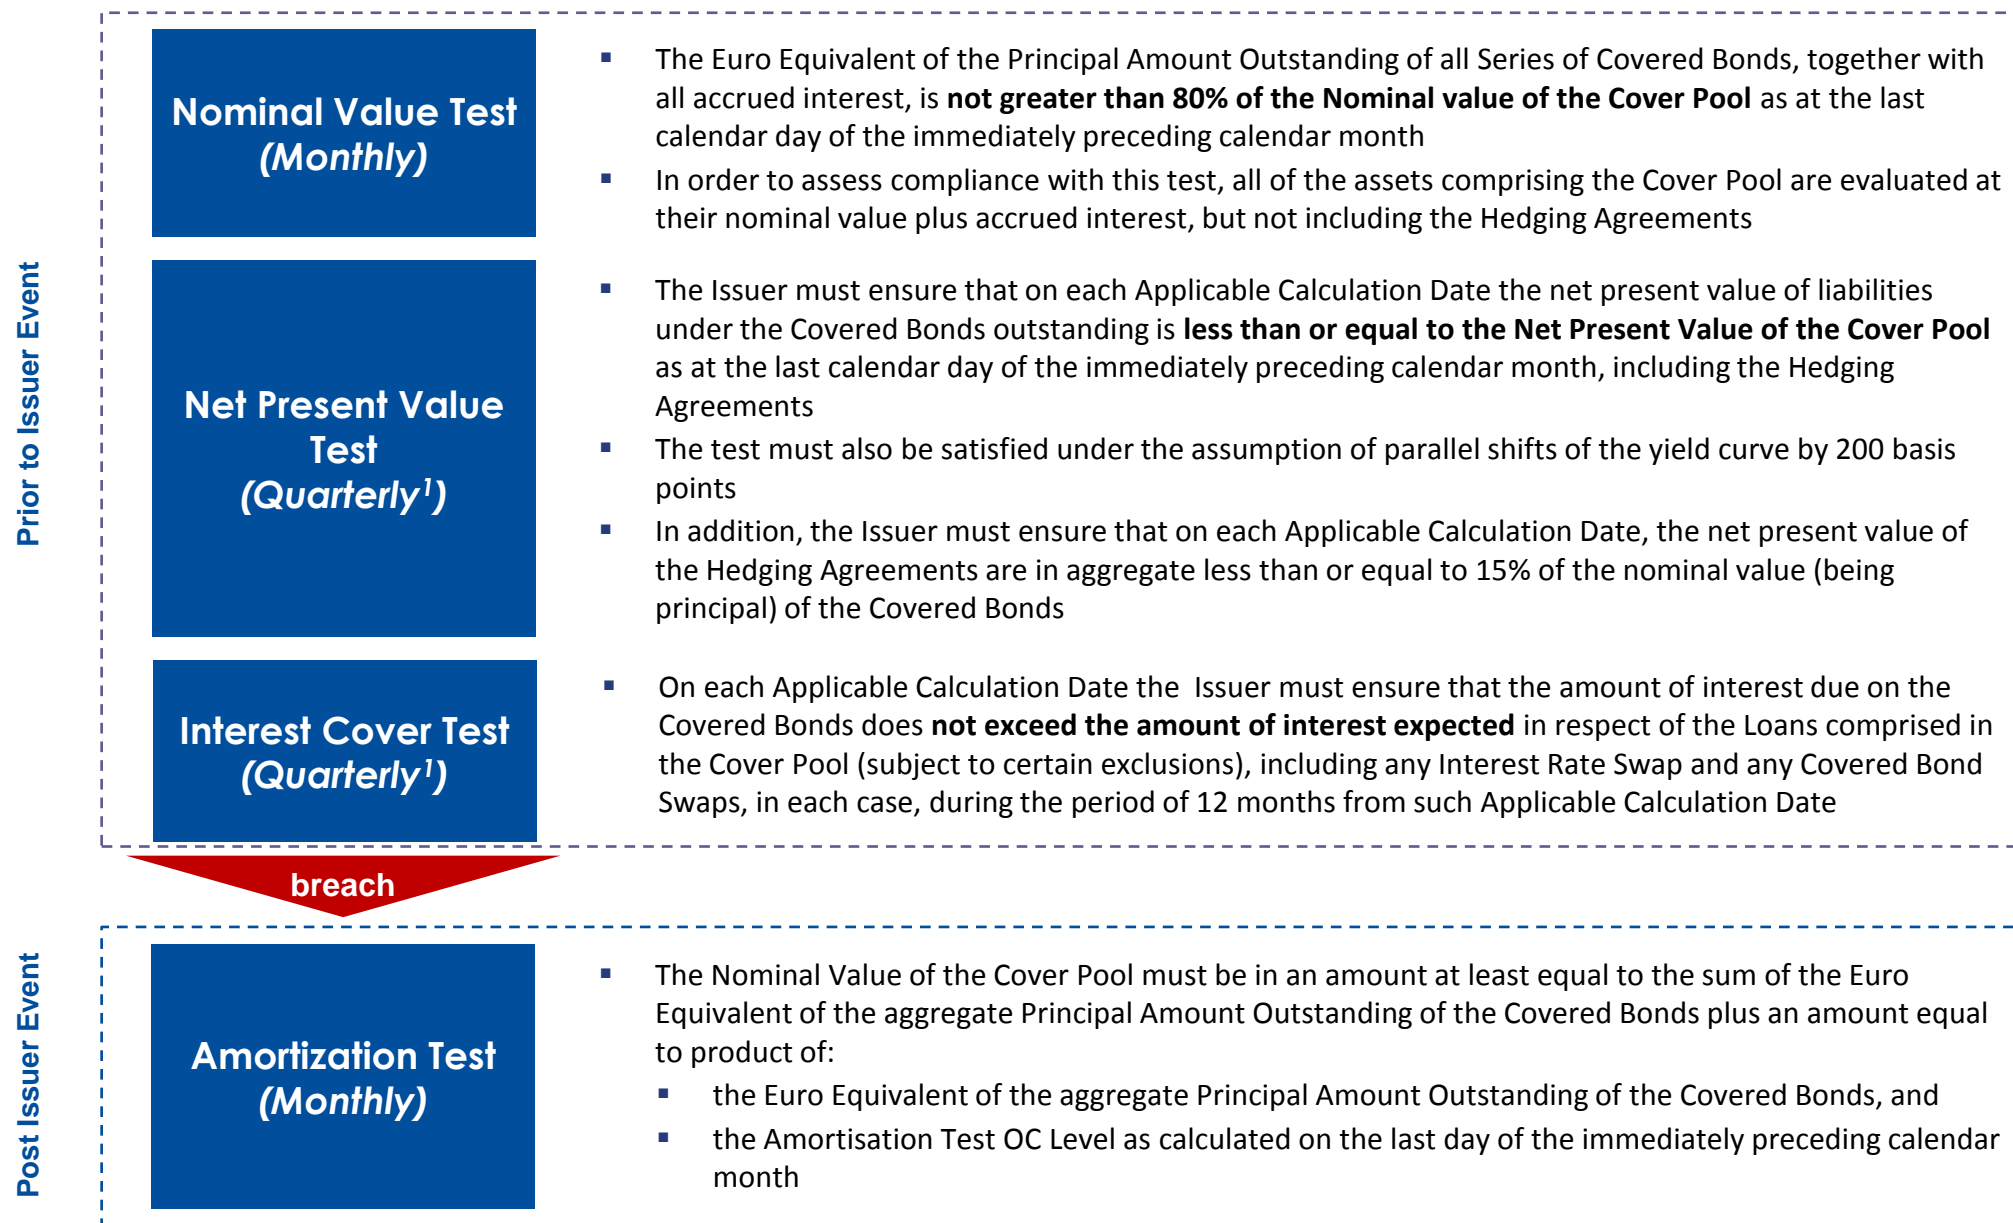 Prior to Issuer Event
Nominal Value Test
(Monthly)
▪ The Euro Equivalent of the Principal Amount Outstanding of all Series of Covered Bonds, together with
all accrued interest, is not greater than 80% of the Nominal value of the Cover Pool as at the last
calendar day of the immediately preceding calendar month
▪ In order to assess compliance with this test, all of the assets comprising the Cover Pool are evaluated at
their nominal value plus accrued interest, but not including the Hedging Agreements
Net Present Value
Test
(Quarterly¹)
▪ The Issuer must ensure that on each Applicable Calculation Date the net present value of liabilities
under the Covered Bonds outstanding is less than or equal to the Net Present Value of the Cover Pool
as at the last calendar day of the immediately preceding calendar month, including the Hedging
Agreements
▪ The test must also be satisfied under the assumption of parallel shifts of the yield curve by 200 basis
points
▪ In addition, the Issuer must ensure that on each Applicable Calculation Date, the net present value of
the Hedging Agreements are in aggregate less than or equal to 15% of the nominal value (being
principal) of the Covered Bonds
Interest Cover Test
(Quarterly¹)
▪ On each Applicable Calculation Date the Issuer must ensure that the amount of interest due on the
Covered Bonds does not exceed the amount of interest expected in respect of the Loans comprised in
the Cover Pool (subject to certain exclusions), including any Interest Rate Swap and any Covered Bond
Swaps, in each case, during the period of 12 months from such Applicable Calculation Date
breach
Post Issuer Event
Amortization Test
(Monthly)
▪ The Nominal Value of the Cover Pool must be in an amount at least equal to the sum of the Euro
Equivalent of the aggregate Principal Amount Outstanding of the Covered Bonds plus an amount equal
to product of:
▪ the Euro Equivalent of the aggregate Principal Amount Outstanding of the Covered Bonds, and
▪ the Amortisation Test OC Level as calculated on the last day of the immediately preceding calendar
month